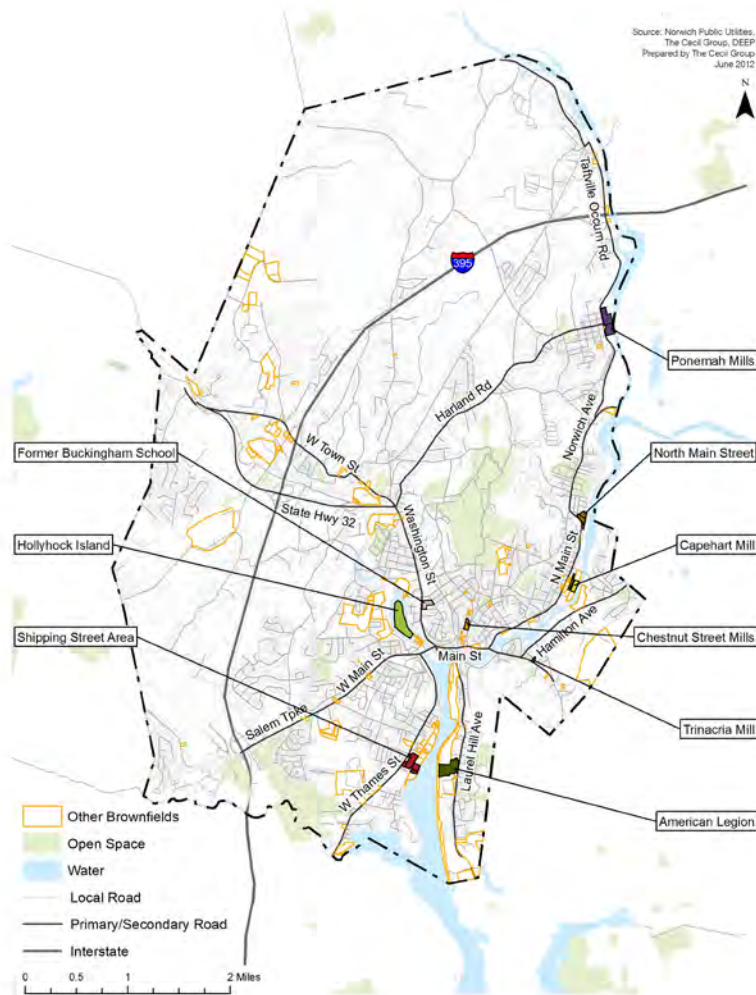 Source: Norwich Public Utilities,
The Cecil Group, DEEP
Prepared by The Cecil Group
June 2012
N
Taftville Occum Rd
395
Ponemah Mills
Harland Rd
Norwich Ave
Former Buckingham School
W Town St
North Main Street
State Hwy 32
Washington St
Hollyhock Island
N Main St
Capehart Mill
Shipping Street Area
Hamilton Ave
Chestnut Street Mills
Main St
W Main St
Salem Tpke
Trinacria Mill
Laurel Hill Ave
W Thames St
American Legion
Other Brownfields
Open Space
Water
Local Road
Primary/Secondary Road
Interstate
0 0.5 1 2 Miles